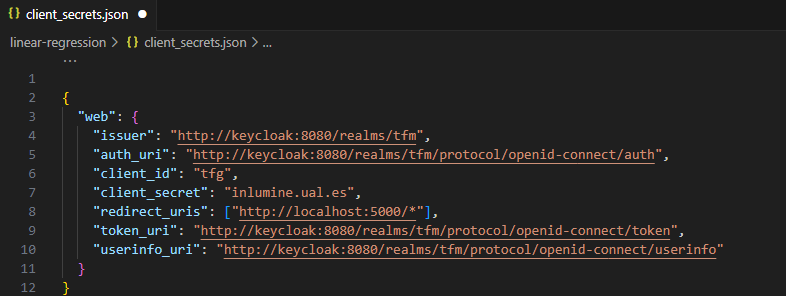 {} client_secrets.json ●
linear-regression > {} client_secrets.json > ...
...
1
2 {
3 "web": {
4 "issuer": "http://keycloak:8080/realms/tfm",
5 "auth_uri": "http://keycloak:8080/realms/tfm/protocol/openid-connect/auth",
6 "client_id": "tfg",
7 "client_secret": "inlumine.ual.es",
8 "redirect_uris": ["http://localhost:5000/*"],
9 "token_uri": "http://keycloak:8080/realms/tfm/protocol/openid-connect/token",
10 "userinfo_uri": "http://keycloak:8080/realms/tfm/protocol/openid-connect/userinfo"
11 }
12 }